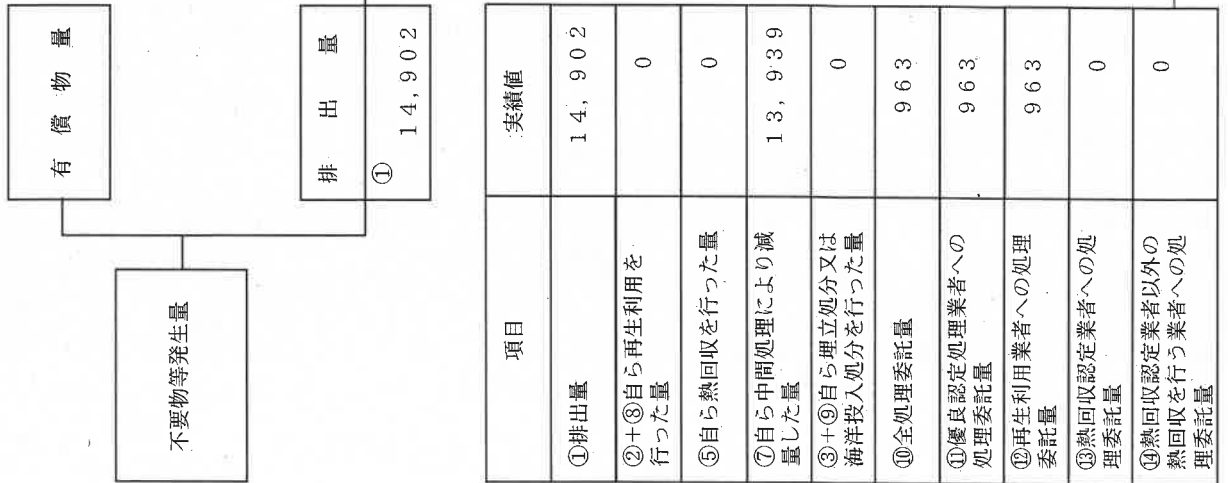 不要物等発生量
有償物量
排出量
①
14,902
項目
実績値
①排出量
14,902
②+⑧自ら再生利用を
行った量
0
⑤自ら熱回収を行った量
0
⑦自ら中間処理により減
量した量
13,939
③+⑨自ら埋立処分又は
海洋投入処分を行った量
0
⑩全処理委託量
963
⑪優良認定処理業者への
処理委託量
963
⑫再生利用業者への処理
委託量
963
⑬熱回収認定業者への処
理委託量
0
⑭熱回収認定業者以外の
熱回収を行う業者への処
理委託量
0